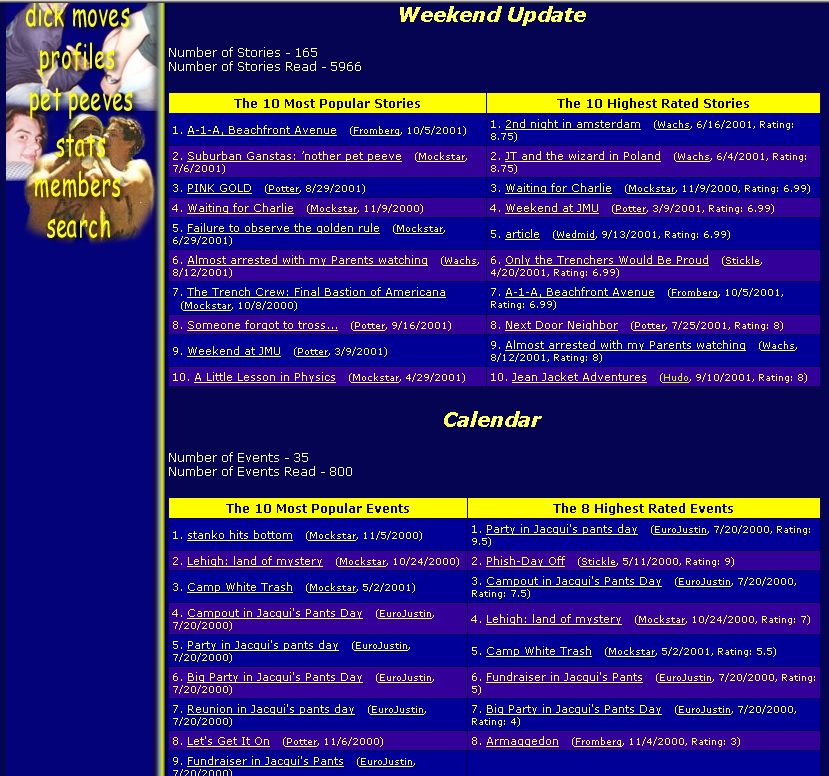 dick moves
profiles
pet peeves
stats
members
search
Weekend Update
Number of Stories - 165
Number of Stories Read - 5966
The 10 Most Popular Stories
1. A-1-A, Beachfront Avenue (Fromberg, 10/5/2001)
2. Suburban Ganstas: 'nother pet peeve (Mockstar,
7/6/2001)
3. PINK GOLD (Potter, 8/29/2001)
4. Waiting for Charlie (Mockstar, 11/9/2000)
5. Failure to observe the golden rule (Mockstar,
6/29/2001)
6. Almost arrested with my Parents watching (Wachs,
8/12/2001)
7. The Trench Crew: Final Bastion of Americana
(Mockstar, 10/8/2000)
8. Someone forgot to tross... (Potter, 9/16/2001)
9. Weekend at JMU (Potter, 3/9/2001)
10. A Little Lesson in Physics (Mockstar, 4/29/2001)
The 10 Highest Rated Stories
1. 2nd night in amsterdam (Wachs, 6/16/2001, Rating:
8.75)
2. JT and the wizard in Poland (Wachs, 6/4/2001, Rating:
8.75)
3. Waiting for Charlie (Mockstar, 11/9/2000, Rating: 6.99)
4. Weekend at JMU (Potter, 3/9/2001, Rating: 6.99)
5. article (Wedmid, 9/13/2001, Rating: 6.99)
6. Only the Trenchers Would Be Proud (Stickle,
4/20/2001, Rating: 6.99)
7. A-1-A, Beachfront Avenue (Fromberg, 10/5/2001,
Rating: 6.99)
8. Next Door Neighbor (Potter, 7/25/2001, Rating: 8)
9. Almost arrested with my Parents watching (Wachs,
8/12/2001, Rating: 8)
10. Jean Jacket Adventures (Hudo, 9/10/2001, Rating: 8)
Calendar
Number of Events - 35
Number of Events Read - 800
The 10 Most Popular Events
1. stanko hits bottom (Mockstar, 11/5/2000)
2. Lehigh: land of mystery (Mockstar, 10/24/2000)
3. Camp White Trash (Mockstar, 5/2/2001)
4. Campout in Jacqui's Pants Day (EuroJustin,
7/20/2000)
5. Party in Jacqui's pants day (EuroJustin,
7/20/2000)
6. Big Party in Jacqui's Pants Day (EuroJustin,
7/20/2000)
7. Reunion in Jacqui's pants day (EuroJustin,
7/20/2000)
8. Let's Get It On (Potter, 11/6/2000)
9. Fundraiser in Jacqui's Pants (EuroJustin,
7/20/2000)
The 8 Highest Rated Events
1. Party in Jacqui's pants day (EuroJustin, 7/20/2000, Rating:
9.5)
2. Phish-Day Off (Stickle, 5/11/2000, Rating: 9)
3. Campout in Jacqui's Pants Day (EuroJustin, 7/20/2000,
Rating: 7.5)
4. Lehigh: land of mystery (Mockstar, 10/24/2000, Rating: 7)
5. Camp White Trash (Mockstar, 5/2/2001, Rating: 5.5)
6. Fundraiser in Jacqui's Pants (EuroJustin, 7/20/2000, Rating:
5)
7. Big Party in Jacqui's Pants Day (EuroJustin, 7/20/2000,
Rating: 4)
8. Armaggedon (Fromberg, 11/4/2000, Rating: 3)